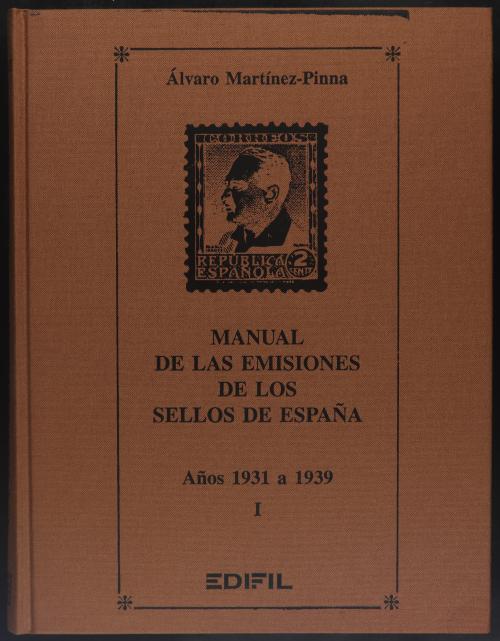 Álvaro Martínez-Pinna
CORREOS
REPUBLICA
ESPAÑOLA
2
CENTS
MANUAL
DE LAS EMISIONES
DE LOS
SELLOS DE ESPAÑA
Años 1931 a 1939
I
EDIFIL